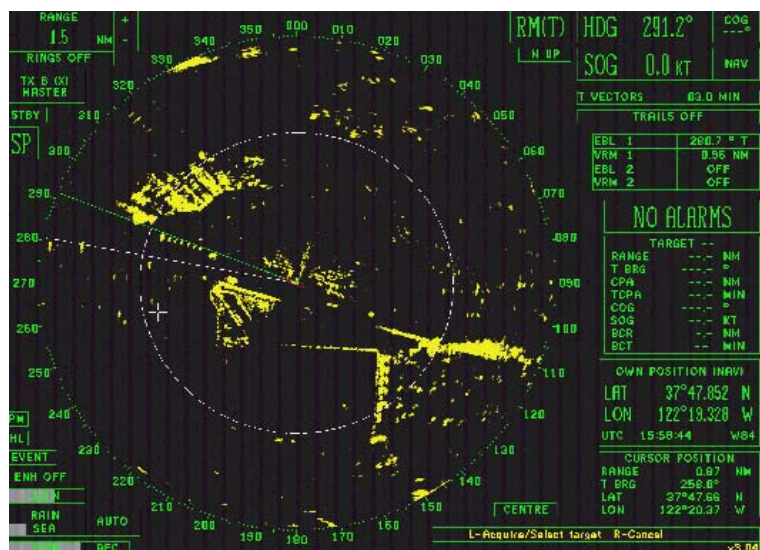 RANGE +
1.5 NM -
RINGS OFF
TX B (X)
MASTER
STBY
SP
RM(T)
N UP
HDG 291.2°
SOG 0.0 KT
COG
---°
NAV
T VECTORS 03.0 MIN
TRAILS OFF
EBL 1 280.7 ° T
VRM 1 0.96 NM
EBL 2 OFF
VRM 2 OFF
NO ALARMS
TARGET --
RANGE --.- NM
T BRG ---.- °
CPA --.- NM
TCPA --.- MIN
COG ---.- °
SOG --.- KT
BCR --.- NM
BCT --.- MIN
OWN POSITION (NAV)
LAT 37°47.852 N
LON 122°19.328 W
UTC 15:58:44 W84
CURSOR POSITION
RANGE 0.87 NM
T BRG 258.0°
LAT 37°47.66 N
LON 122°20.37 W
000
010
020
030
040
050
060
070
080
090
100
110
120
130
140
150
160
170
180
190
200
210
220
230
240
250
260
270
280
290
300
310
320
330
340
350
PM
HL
EVENT
ENH OFF
RAIN
SEA AUTO
CENTRE
L-Acquire/Select target R-Cancel